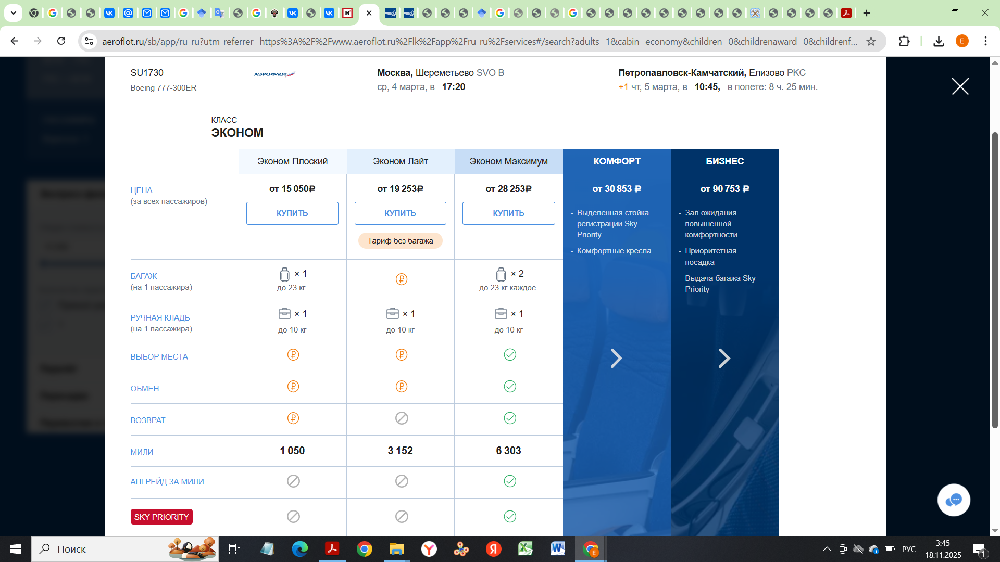 aeroflot.ru/sb/app/ru-ru?utm_referrer=https%3A%2F%2Fwww.aeroflot.ru%2Flk%2Fapp%2Fru-ru%2Fservices#/search?adults=1&cabin=economy&children=0&childrenaward=0&childrenf...
E
SU1730
АЭРОФЛОТ
Москва, Шереметьево SVO B
Петропавловск-Камчатский, Елизово PKC
Boeing 777-300ER
ср, 4 марта, в 17:20
+1 чт, 5 марта, в 10:45, в полете: 8 ч. 25 мин.
КЛАСС
ЭКОНОМ
Эконом Плоский
Эконом Лайт
Эконом Максимум
КОМФОРТ
БИЗНЕС
ЦЕНА
(за всех пассажиров)
от 15 050₽
от 19 253₽
от 28 253₽
от 30 853 ₽
от 90 753 ₽
КУПИТЬ
КУПИТЬ
КУПИТЬ
Тариф без багажа
- Выделенная стойка
регистрации Sky
Priority
- Комфортные кресла
- Зал ожидания
повышенной
комфортности
- Приоритетная
посадка
- Выдача багажа Sky
Priority
БАГАЖ
(на 1 пассажира)
× 1
до 23 кг
₽
× 2
до 23 кг каждое
РУЧНАЯ КЛАДЬ
(на 1 пассажира)
× 1
до 10 кг
× 1
до 10 кг
× 1
до 10 кг
ВЫБОР МЕСТА
₽
₽
ОБМЕН
₽
₽
ВОЗВРАТ
₽
МИЛИ
1 050
3 152
6 303
АПГРЕЙД ЗА МИЛИ
SKY PRIORITY
Поиск
РУС
3:45
18.11.2025
1